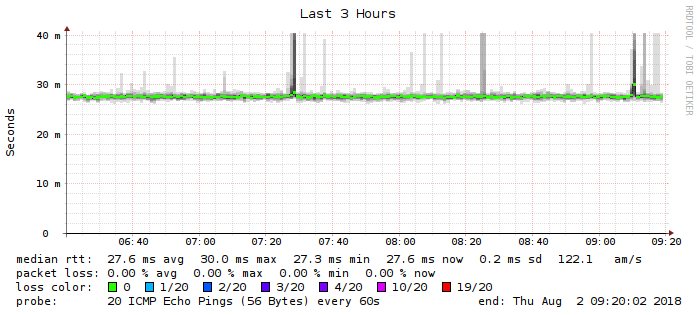 Last 3 Hours
RRDTOOL / TOBI OETIKER
Seconds
40 m
30 m
20 m
10 m
0
06:40 07:00 07:20 07:40 08:00 08:20 08:40 09:00 09:20
median rtt: 27.6 ms avg 30.0 ms max 27.3 ms min 27.6 ms now 0.2 ms sd 122.1 am/s
packet loss: 0.00 % avg 0.00 % max 0.00 % min 0.00 % now
loss color: 0 1/20 2/20 3/20 4/20 10/20 19/20
probe: 20 ICMP Echo Pings (56 Bytes) every 60s end: Thu Aug 2 09:20:02 2018